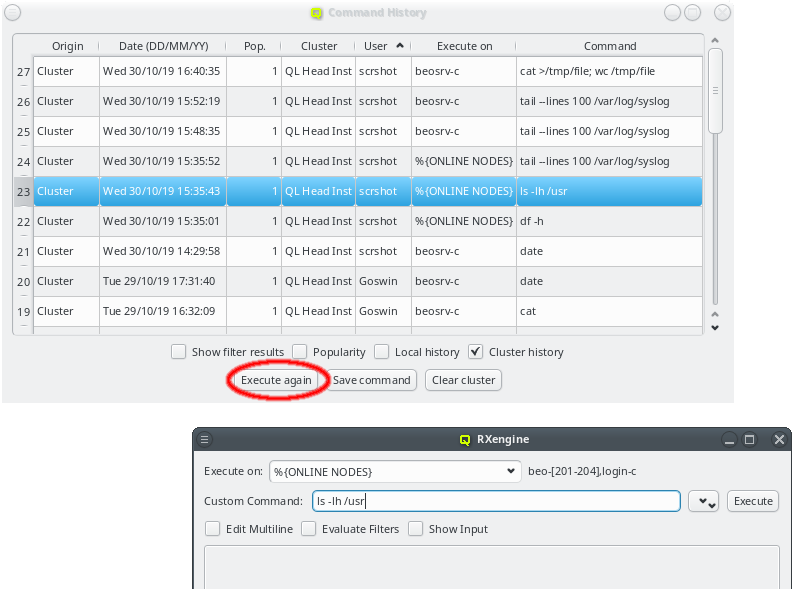 Command History
Origin Date (DD/MM/YY) Pop. Cluster User Execute on Command
27 Cluster Wed 30/10/19 16:40:35 1 QL Head Inst scrshot beosrv-c cat >/tmp/file; wc /tmp/file
26 Cluster Wed 30/10/19 15:52:19 1 QL Head Inst scrshot beosrv-c tail --lines 100 /var/log/syslog
25 Cluster Wed 30/10/19 15:48:35 1 QL Head Inst scrshot beosrv-c tail --lines 100 /var/log/syslog
24 Cluster Wed 30/10/19 15:35:52 1 QL Head Inst scrshot %{ONLINE NODES} tail --lines 100 /var/log/syslog
23 Cluster Wed 30/10/19 15:35:43 1 QL Head Inst scrshot %{ONLINE NODES} ls -lh /usr
22 Cluster Wed 30/10/19 15:35:01 1 QL Head Inst scrshot %{ONLINE NODES} df -h
21 Cluster Wed 30/10/19 14:29:58 1 QL Head Inst scrshot beosrv-c date
20 Cluster Tue 29/10/19 17:31:40 1 QL Head Inst Goswin beosrv-c date
19 Cluster Tue 29/10/19 16:32:09 1 QL Head Inst Goswin beosrv-c cat
Show filter results Popularity Local history Cluster history
Execute again Save command Clear cluster
RXengine
Execute on: %{ONLINE NODES} beo-[201-204],login-c
Custom Command: ls -lh /usr Execute
Edit Multiline Evaluate Filters Show Input